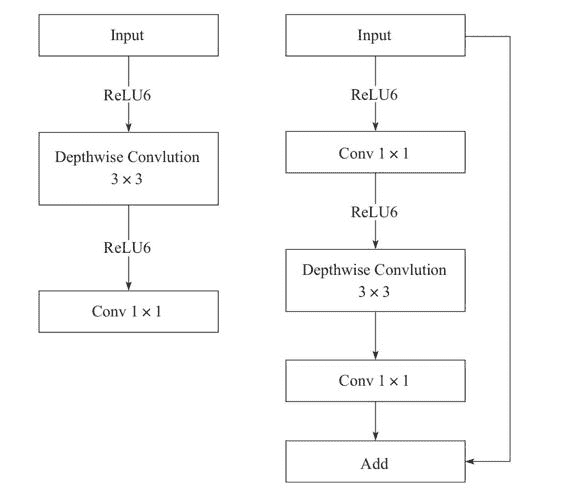 Input
ReLU6
Depthwise Convlution
3 × 3
ReLU6
Conv 1 × 1
Input
ReLU6
Conv 1 × 1
ReLU6
Depthwise Convlution
3 × 3
Conv 1 × 1
Add